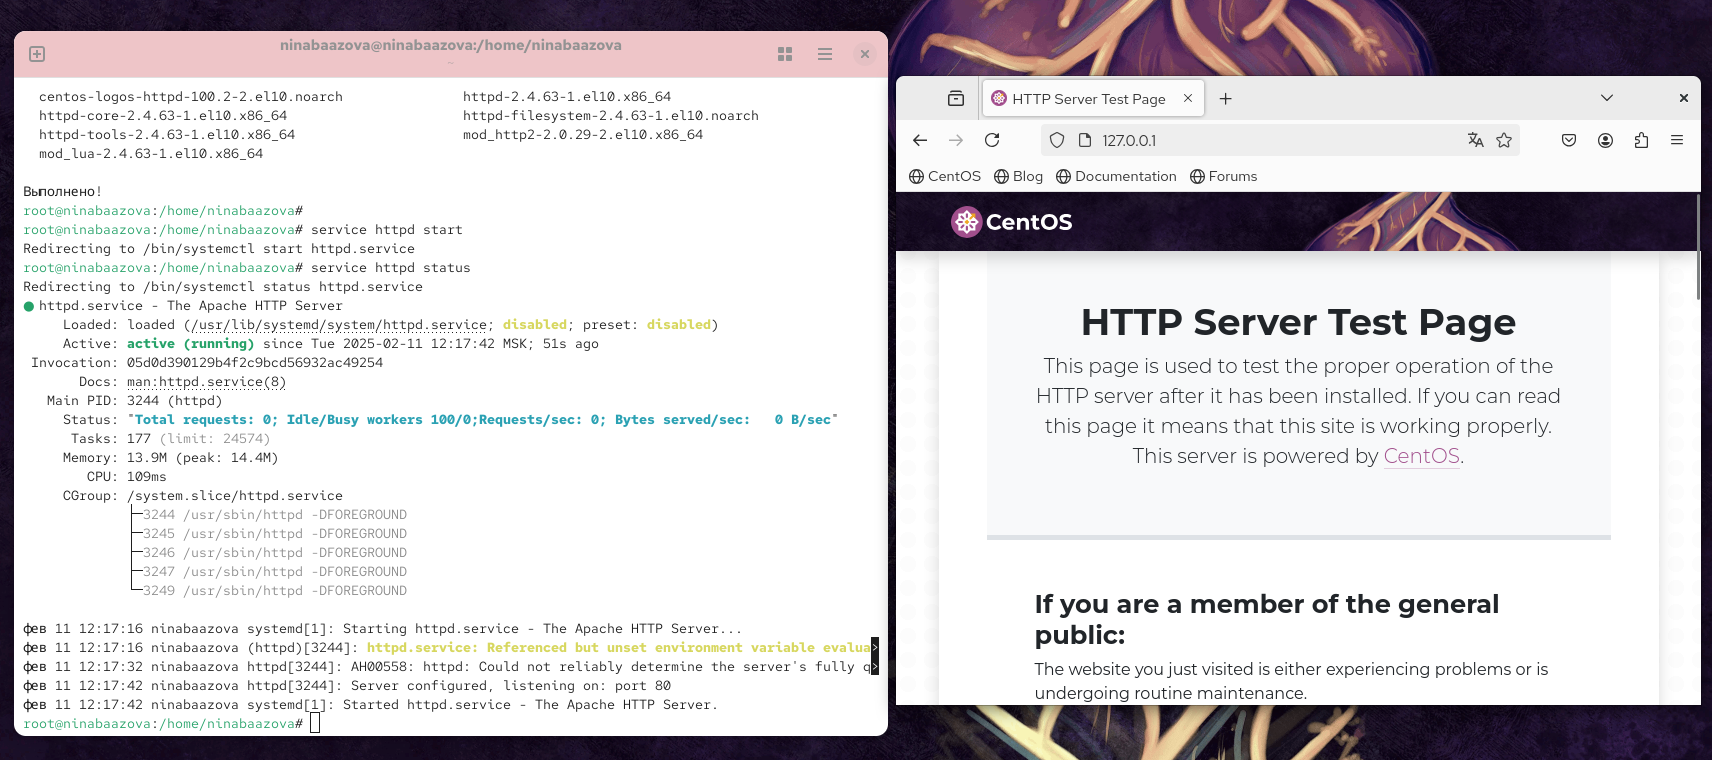 ninabaazova@ninabaazova:/home/ninabaazova
~
centos-logos-httpd-100.2-2.el10.noarch httpd-2.4.63-1.el10.x86_64
httpd-core-2.4.63-1.el10.x86_64 httpd-filesystem-2.4.63-1.el10.noarch
httpd-tools-2.4.63-1.el10.x86_64 mod_http2-2.0.29-2.el10.x86_64
mod_lua-2.4.63-1.el10.x86_64
Выполнено!
root@ninabaazova:/home/ninabaazova#
root@ninabaazova:/home/ninabaazova# service httpd start
Redirecting to /bin/systemctl start httpd.service
root@ninabaazova:/home/ninabaazova# service httpd status
Redirecting to /bin/systemctl status httpd.service
● httpd.service - The Apache HTTP Server
Loaded: loaded (/usr/lib/systemd/system/httpd.service; disabled; preset: disabled)
Active: active (running) since Tue 2025-02-11 12:17:42 MSK; 51s ago
Invocation: 05d0d390129b4f2c9bcd56932ac49254
Docs: man:httpd.service(8)
Main PID: 3244 (httpd)
Status: "Total requests: 0; Idle/Busy workers 100/0;Requests/sec: 0; Bytes served/sec:   0 B/sec"
Tasks: 177 (limit: 24574)
Memory: 13.9M (peak: 14.4M)
CPU: 109ms
CGroup: /system.slice/httpd.service
├─3244 /usr/sbin/httpd -DFOREGROUND
├─3245 /usr/sbin/httpd -DFOREGROUND
├─3246 /usr/sbin/httpd -DFOREGROUND
├─3247 /usr/sbin/httpd -DFOREGROUND
└─3249 /usr/sbin/httpd -DFOREGROUND
фев 11 12:17:16 ninabaazova systemd[1]: Starting httpd.service - The Apache HTTP Server...
фев 11 12:17:16 ninabaazova (httpd)[3244]: httpd.service: Referenced but unset environment variable evalua>
фев 11 12:17:32 ninabaazova httpd[3244]: AH00558: httpd: Could not reliably determine the server's fully q>
фев 11 12:17:42 ninabaazova httpd[3244]: Server configured, listening on: port 80
фев 11 12:17:42 ninabaazova systemd[1]: Started httpd.service - The Apache HTTP Server.
root@ninabaazova:/home/ninabaazova#
HTTP Server Test Page
127.0.0.1
CentOS Blog Documentation Forums
CentOS
HTTP Server Test Page
This page is used to test the proper operation of the
HTTP server after it has been installed. If you can read
this page it means that this site is working properly.
This server is powered by CentOS.
If you are a member of the general
public:
The website you just visited is either experiencing problems or is
undergoing routine maintenance.